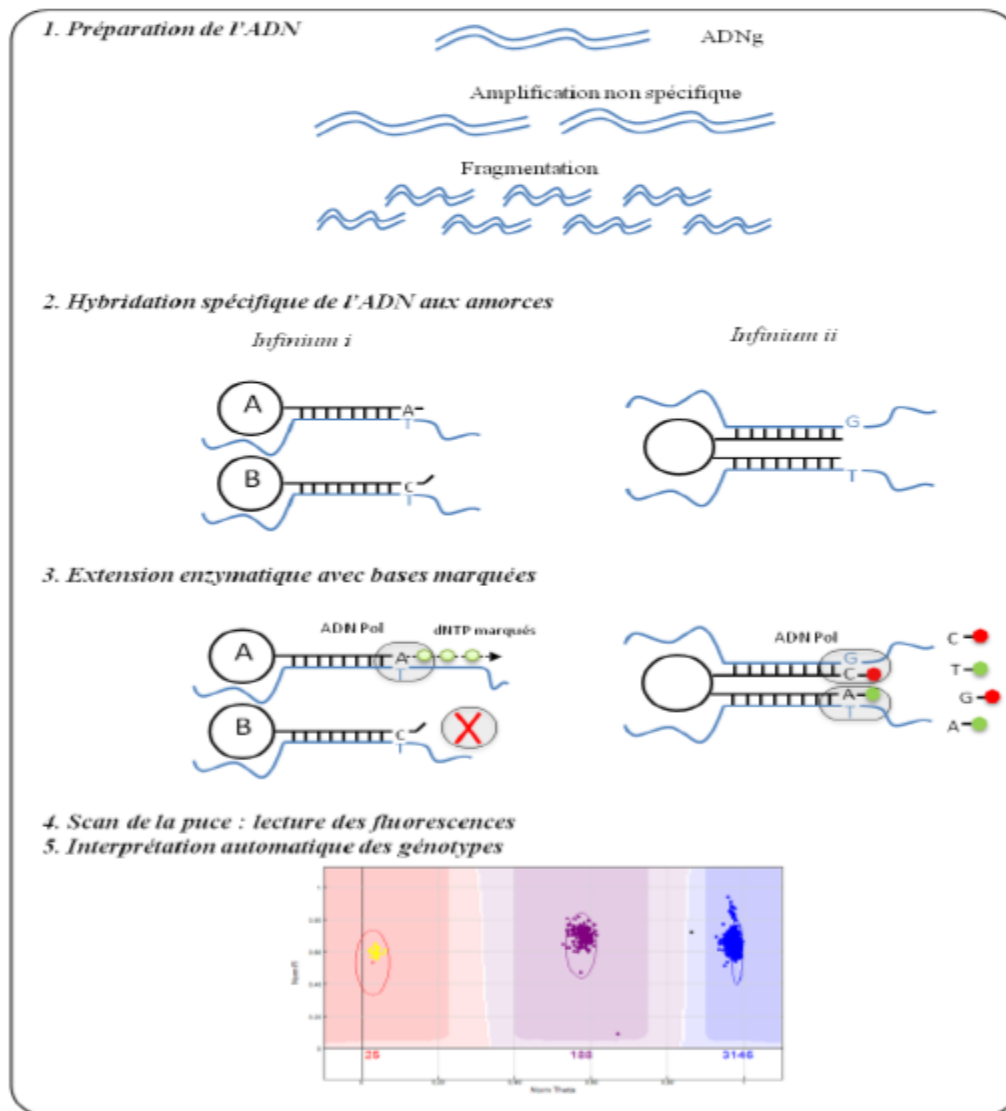 1. Préparation de l'ADN
ADNg
Amplification non spécifique
Fragmentation
2. Hybridation spécifique de l'ADN aux amorces
Infinium i
Infinium ii
A
A
T
B
C
T
G
T
3. Extension enzymatique avec bases marquées
ADN Pol
dNTP marqués
A
A
T
B
C
T
X
ADN Pol
G
C
A
T
C
T
G
A
4. Scan de la puce : lecture des fluorescences
5. Interprétation automatique des génotypes
25
188
3146
Norm Theta